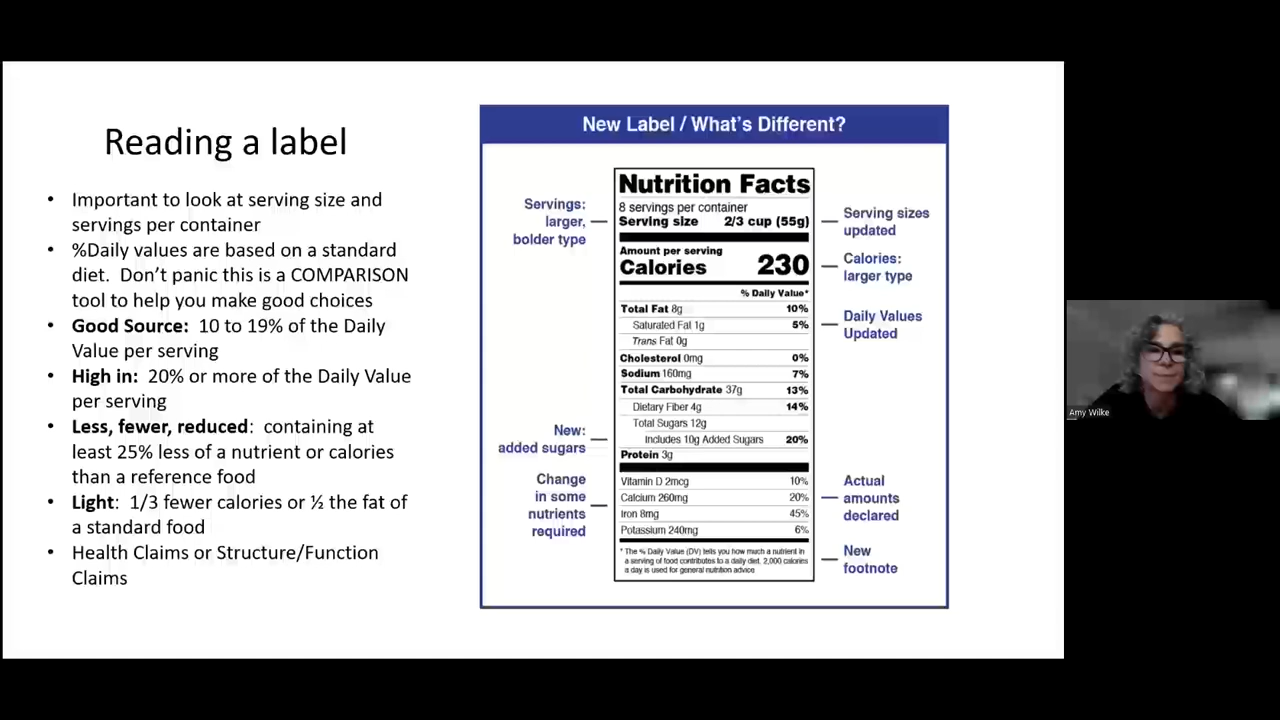 Reading a label
• Important to look at serving size and
servings per container
• %Daily values are based on a standard
diet.  Don’t panic this is a COMPARISON
tool to help you make good choices
• Good Source:  10 to 19% of the Daily
Value per serving
• High in:  20% or more of the Daily Value
per serving
• Less, fewer, reduced:  containing at
least 25% less of a nutrient or calories
than a reference food
• Light:  1/3 fewer calories or ½ the fat of
a standard food
• Health Claims or Structure/Function
Claims
New Label / What’s Different?
Servings:
larger,
bolder type
New:
added sugars
Change
in some
nutrients
required
Nutrition Facts
8 servings per container
Serving size 2/3 cup (55g)
Amount per serving
Calories 230
% Daily Value*
Total Fat 8g 10%
Saturated Fat 1g 5%
Trans Fat 0g
Cholesterol 0mg 0%
Sodium 160mg 7%
Total Carbohydrate 37g 13%
Dietary Fiber 4g 14%
Total Sugars 12g
Includes 10g Added Sugars 20%
Protein 3g
Vitamin D 2mcg 10%
Calcium 260mg 20%
Iron 8mg 45%
Potassium 240mg 6%
* The % Daily Value (DV) tells you how much a nutrient in
a serving of food contributes to a daily diet. 2,000 calories
a day is used for general nutrition advice
Serving sizes
updated
Calories:
larger type
Daily Values
Updated
Actual
amounts
declared
New
footnote
Amy Wilke